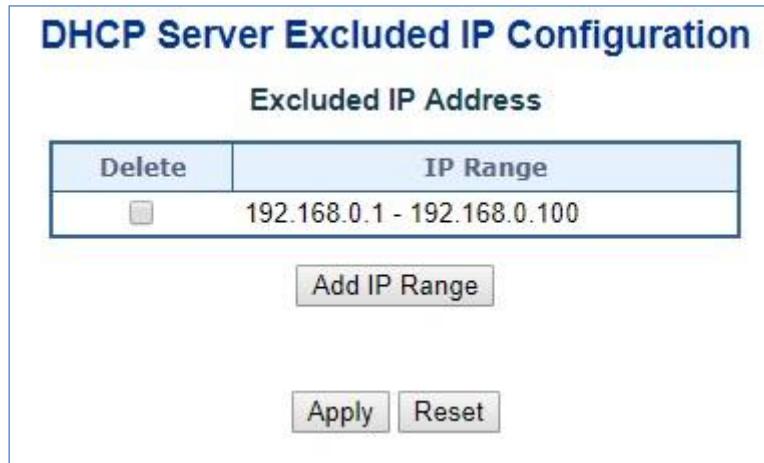 DHCP Server Excluded IP Configuration
Excluded IP Address
Delete IP Range
192.168.0.1 - 192.168.0.100
Add IP Range
Apply Reset